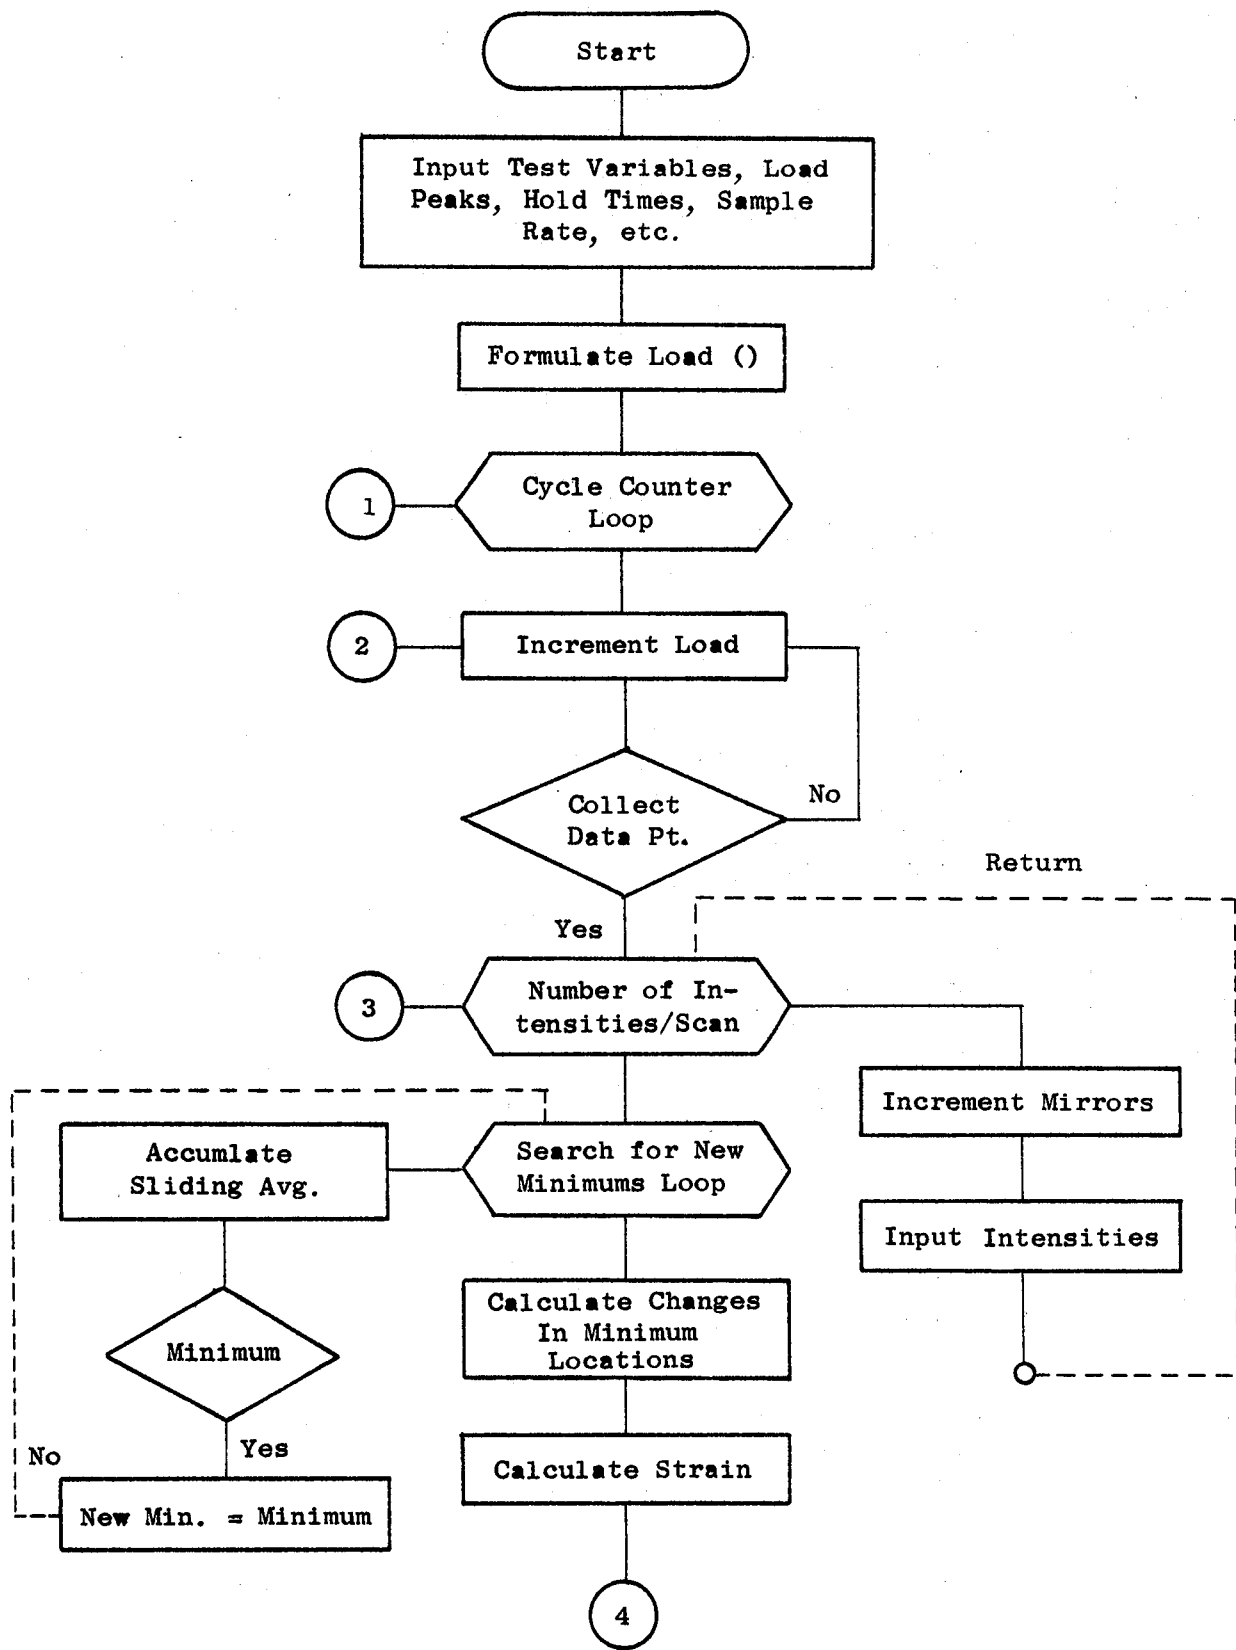 Start
Input Test Variables, Load
Peaks, Hold Times, Sample
Rate, etc.
Formulate Load ()
Cycle Counter
Loop
1
Increment Load
2
Collect
Data Pt.
No
Yes
Return
Number of In-
tensities/Scan
3
Increment Mirrors
Input Intensities
Search for New
Minimums Loop
Accumlate
Sliding Avg.
Minimum
Yes
No
New Min. = Minimum
Calculate Changes
In Minimum
Locations
Calculate Strain
4